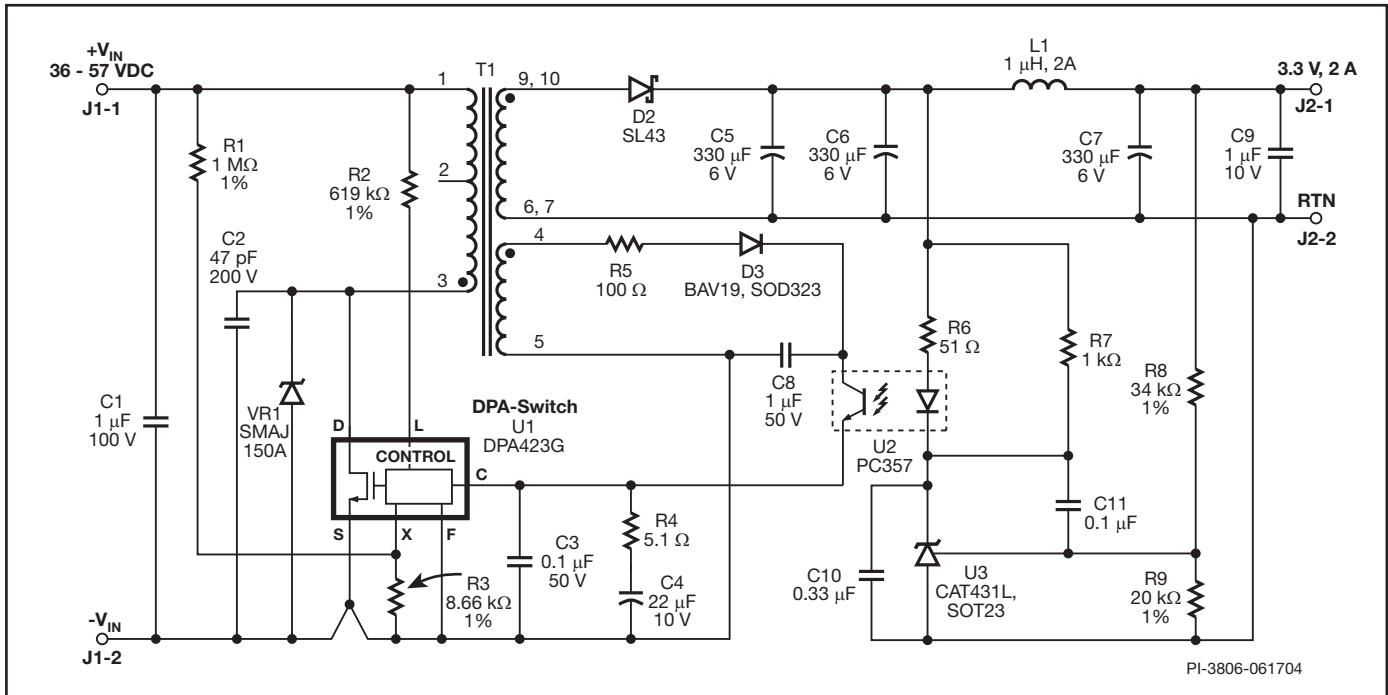 +VIN
36 - 57 VDC
J1-1
R1
1 MΩ
1%
R2
619 kΩ
1%
C2
47 pF
200 V
C1
1 µF
100 V
VR1
SMAJ
150A
1
2
3
T1
9, 10
6, 7
4
5
D2
SL43
L1
1 µH, 2A
3.3 V, 2 A
J2-1
C5
330 µF
6 V
C6
330 µF
6 V
C7
330 µF
6 V
C9
1 µF
10 V
RTN
J2-2
R5
100 Ω
D3
BAV19, SOD323
C8
1 µF
50 V
R6
51 Ω
R7
1 kΩ
R8
34 kΩ
1%
U2
PC357
DPA-Switch
U1
DPA423G
D
L
CONTROL
C
S
X
F
R3
8.66 kΩ
1%
C3
0.1 µF
50 V
R4
5.1 Ω
C4
22 µF
10 V
C10
0.33 µF
C11
0.1 µF
U3
CAT431L,
SOT23
R9
20 kΩ
1%
-VIN
J1-2
PI-3806-061704